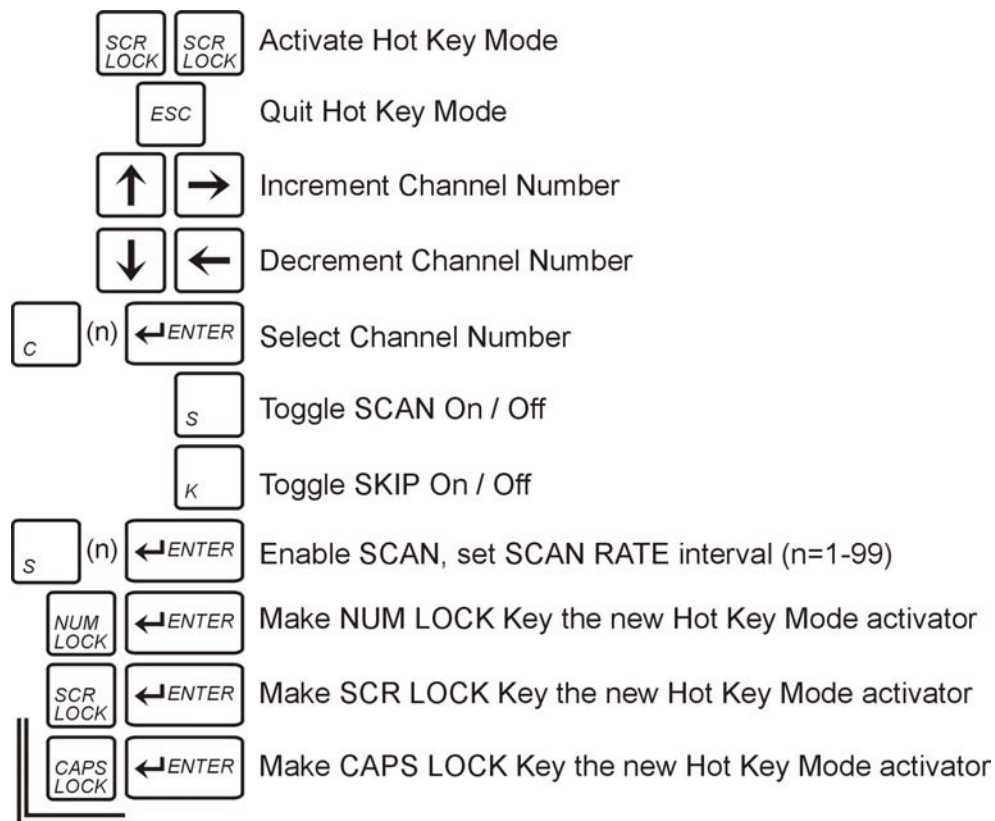 SCR LOCK SCR LOCK Activate Hot Key Mode
ESC Quit Hot Key Mode
↑ → Increment Channel Number
↓ ← Decrement Channel Number
C (n) ↵ENTER Select Channel Number
S Toggle SCAN On / Off
K Toggle SKIP On / Off
S (n) ↵ENTER Enable SCAN, set SCAN RATE interval (n=1-99)
NUM LOCK ↵ENTER Make NUM LOCK Key the new Hot Key Mode activator
SCR LOCK ↵ENTER Make SCR LOCK Key the new Hot Key Mode activator
CAPS LOCK ↵ENTER Make CAPS LOCK Key the new Hot Key Mode activator